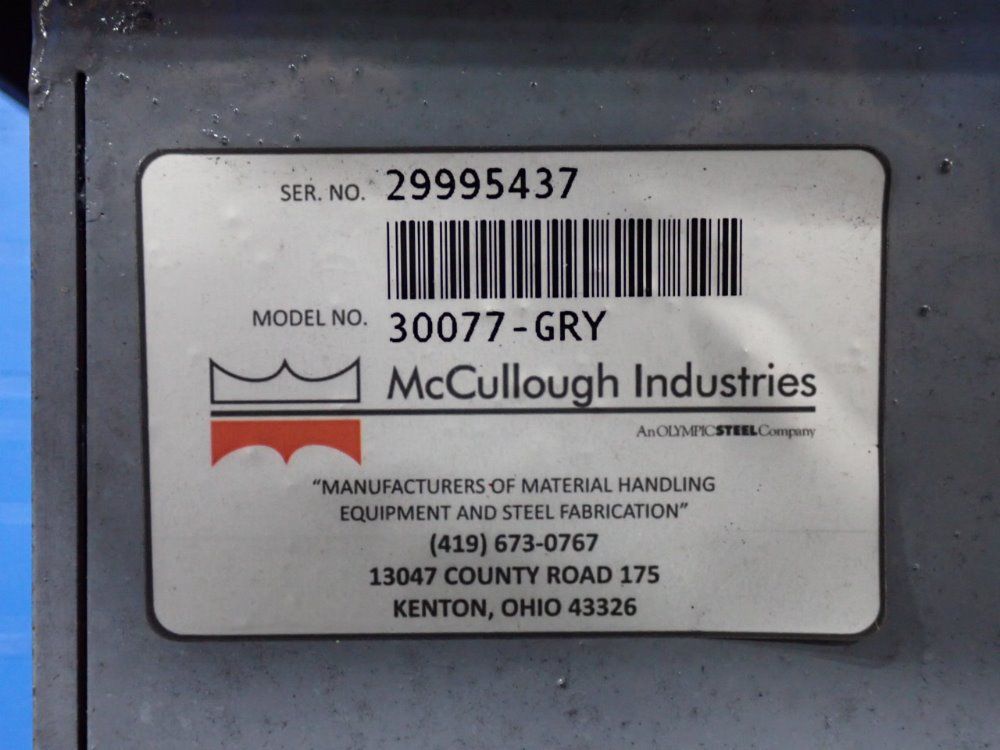 SER. NO. 29995437
MODEL NO. 30077-GRY
McCullough Industries
An OLYMPIC STEEL Company
"MANUFACTURERS OF MATERIAL HANDLING
EQUIPMENT AND STEEL FABRICATION"
(419) 673-0767
13047 COUNTY ROAD 175
KENTON, OHIO 43326